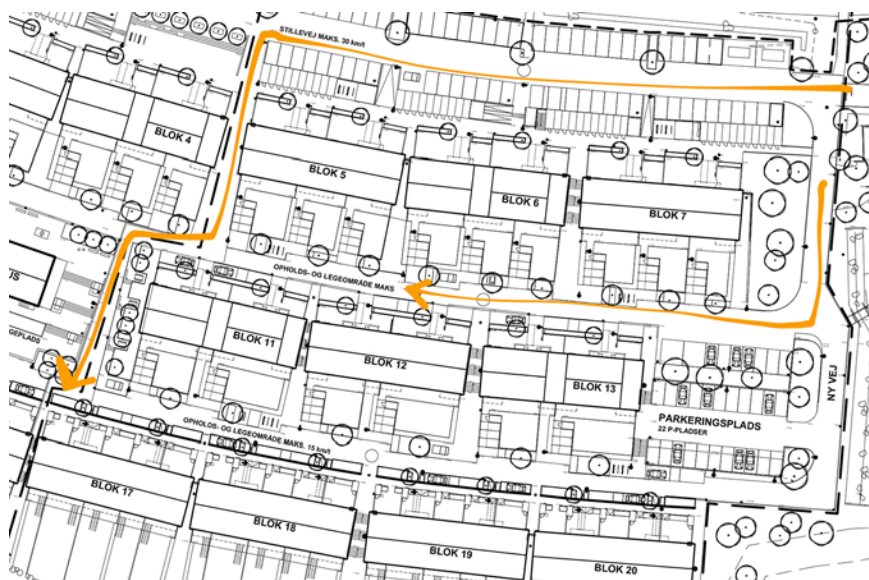 STILLEVEJ MAKS. 30 km/t
BLOK 4
BLOK 5
BLOK 6
BLOK 7
OPHOLDS- OG LEGEOMRÅDE MAKS
US
GEPLADS
BLOK 11
BLOK 12
BLOK 13
NY VEJ
PARKERINGSPLADS
22 P-PLADSER
OPHOLDS- OG LEGEOMRÅDE MAKS. 15 km/t
BLOK 17
BLOK 18
BLOK 19
BLOK 20